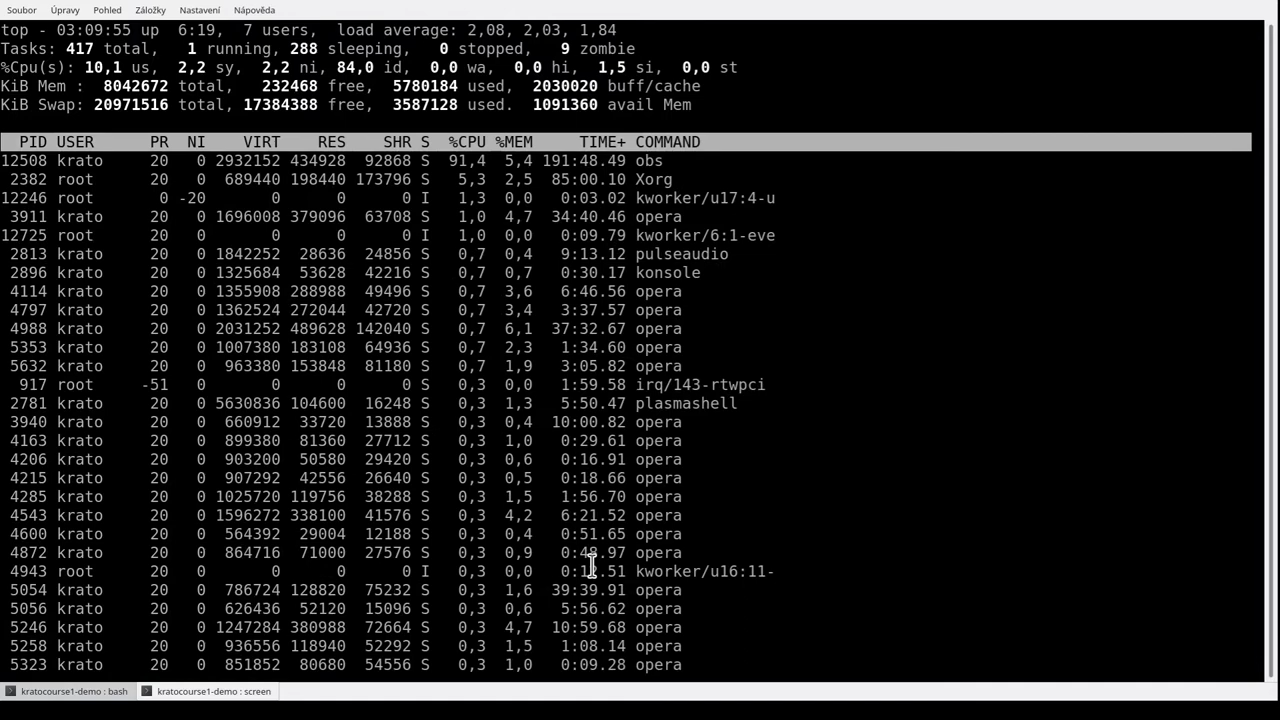 Soubor Úpravy Pohled Záložky Nastavení Nápověda
top - 03:09:55 up  6:19,  7 users,  load average: 2,08, 2,03, 1,84
Tasks: 417 total,   1 running, 288 sleeping,   0 stopped,   9 zombie
%Cpu(s): 10,1 us,  2,2 sy,  2,2 ni, 84,0 id,  0,0 wa,  0,0 hi,  1,5 si,  0,0 st
KiB Mem :  8042672 total,   232468 free,  5780184 used,  2030020 buff/cache
KiB Swap: 20971516 total, 17384388 free,  3587128 used.  1091360 avail Mem
PID USER PR NI VIRT RES SHR S %CPU %MEM TIME+ COMMAND
12508 krato 20 0 2932152 434928 92868 S 91,4 5,4 191:48.49 obs
2382 root 20 0 689440 198440 173796 S 5,3 2,5 85:00.10 Xorg
12246 root 0 -20 0 0 0 I 1,3 0,0 0:03.02 kworker/u17:4-u
3911 krato 20 0 1696008 379096 63708 S 1,0 4,7 34:40.46 opera
12725 root 20 0 0 0 0 I 1,0 0,0 0:09.79 kworker/6:1-eve
2813 krato 20 0 1842252 28636 24856 S 0,7 0,4 9:13.12 pulseaudio
2896 krato 20 0 1325684 53628 42216 S 0,7 0,7 0:30.17 konsole
4114 krato 20 0 1355908 288988 49496 S 0,7 3,6 6:46.56 opera
4797 krato 20 0 1362524 272044 42720 S 0,7 3,4 3:37.57 opera
4988 krato 20 0 2031252 489628 142040 S 0,7 6,1 37:32.67 opera
5353 krato 20 0 1007380 183108 64936 S 0,7 2,3 1:34.60 opera
5632 krato 20 0 963380 153848 81180 S 0,7 1,9 3:05.82 opera
917 root -51 0 0 0 0 S 0,3 0,0 1:59.58 irq/143-rtwpci
2781 krato 20 0 5630836 104600 16248 S 0,3 1,3 5:50.47 plasmashell
3940 krato 20 0 660912 33720 13888 S 0,3 0,4 10:00.82 opera
4163 krato 20 0 899380 81360 27712 S 0,3 1,0 0:29.61 opera
4206 krato 20 0 903200 50580 29420 S 0,3 0,6 0:16.91 opera
4215 krato 20 0 907292 42556 26640 S 0,3 0,5 0:18.66 opera
4285 krato 20 0 1025720 119756 38288 S 0,3 1,5 1:56.70 opera
4543 krato 20 0 1596272 338100 41576 S 0,3 4,2 6:21.52 opera
4600 krato 20 0 564392 29004 12188 S 0,3 0,4 0:51.65 opera
4872 krato 20 0 864716 71000 27576 S 0,3 0,9 opera
4943 root 20 0 0 0 0 I 0,3 0,0 kworker/u16:11-
5054 krato 20 0 786724 128820 75232 S 0,3 1,6 39:39.91 opera
5056 krato 20 0 626436 52120 15096 S 0,3 0,6 5:56.62 opera
5246 krato 20 0 1247284 380988 72664 S 0,3 4,7 10:59.68 opera
5258 krato 20 0 936556 118940 52292 S 0,3 1,5 1:08.14 opera
5323 krato 20 0 851852 80680 54556 S 0,3 1,0 0:09.28 opera
kratocourse1-demo : bash kratocourse1-demo : screen